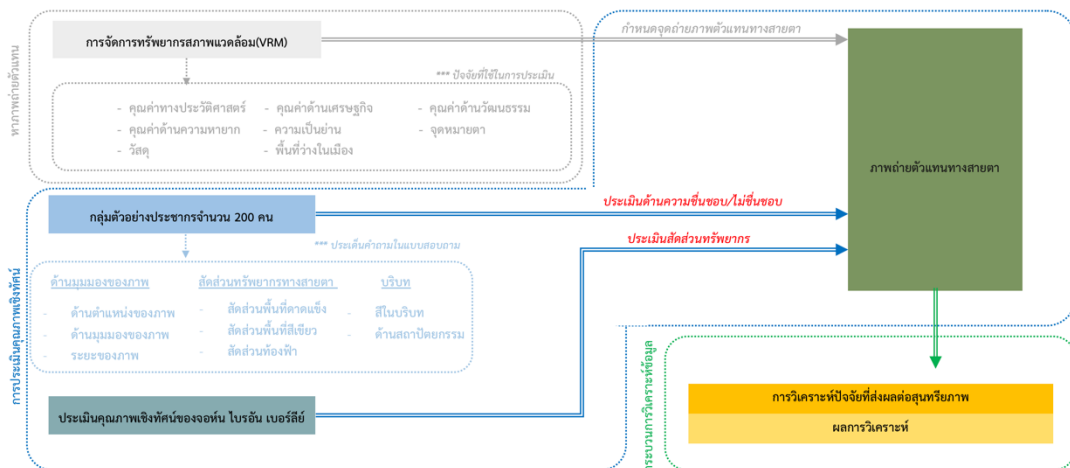 หาภาพถ่ายตัวแทน
การจัดการทรัพยากรสภาพแวดล้อม(VRM)
กำหนดจุดถ่ายภาพตัวแทนทางสายตา
*** ปัจจัยที่ใช้ในการประเมิน
- คุณค่าทางประวัติศาสตร์
- คุณค่าด้านความหายาก
- วัสดุ
- คุณค่าด้านเศรษฐกิจ
- ความเป็นย่าน
- พื้นที่ว่างในเมือง
- คุณค่าด้านวัฒนธรรม
- จุดหมายตา
ภาพถ่ายตัวแทนทางสายตา
การประเมินคุณภาพเชิงทัศน์
กลุ่มตัวอย่างประชากรจำนวน 200 คน
ประเมินด้านความชื่นชอบ/ไม่ชื่นชอบ
ประเมินสัดส่วนทรัพยากร
*** ประเด็นคำถามในแบบสอบถาม
ด้านมุมมองของภาพ
- ด้านตำแหน่งของภาพ
- ด้านมุมมองของภาพ
- ระยะของภาพ
สัดส่วนทรัพยากรทางสายตา
- สัดส่วนพื้นที่ดาดแข็ง
- สัดส่วนพื้นที่สีเขียว
- สัดส่วนท้องฟ้า
บริบท
- สีในบริบท
- ด้านสถาปัตยกรรม
ประเมินคุณภาพเชิงทัศน์ของจอห์น ไบรอัน เบอร์ลีย์
กระบวนการวิเคราะห์ข้อมูล
การวิเคราะห์ปัจจัยที่ส่งผลต่อสุนทรียภาพ
ผลการวิเคราะห์